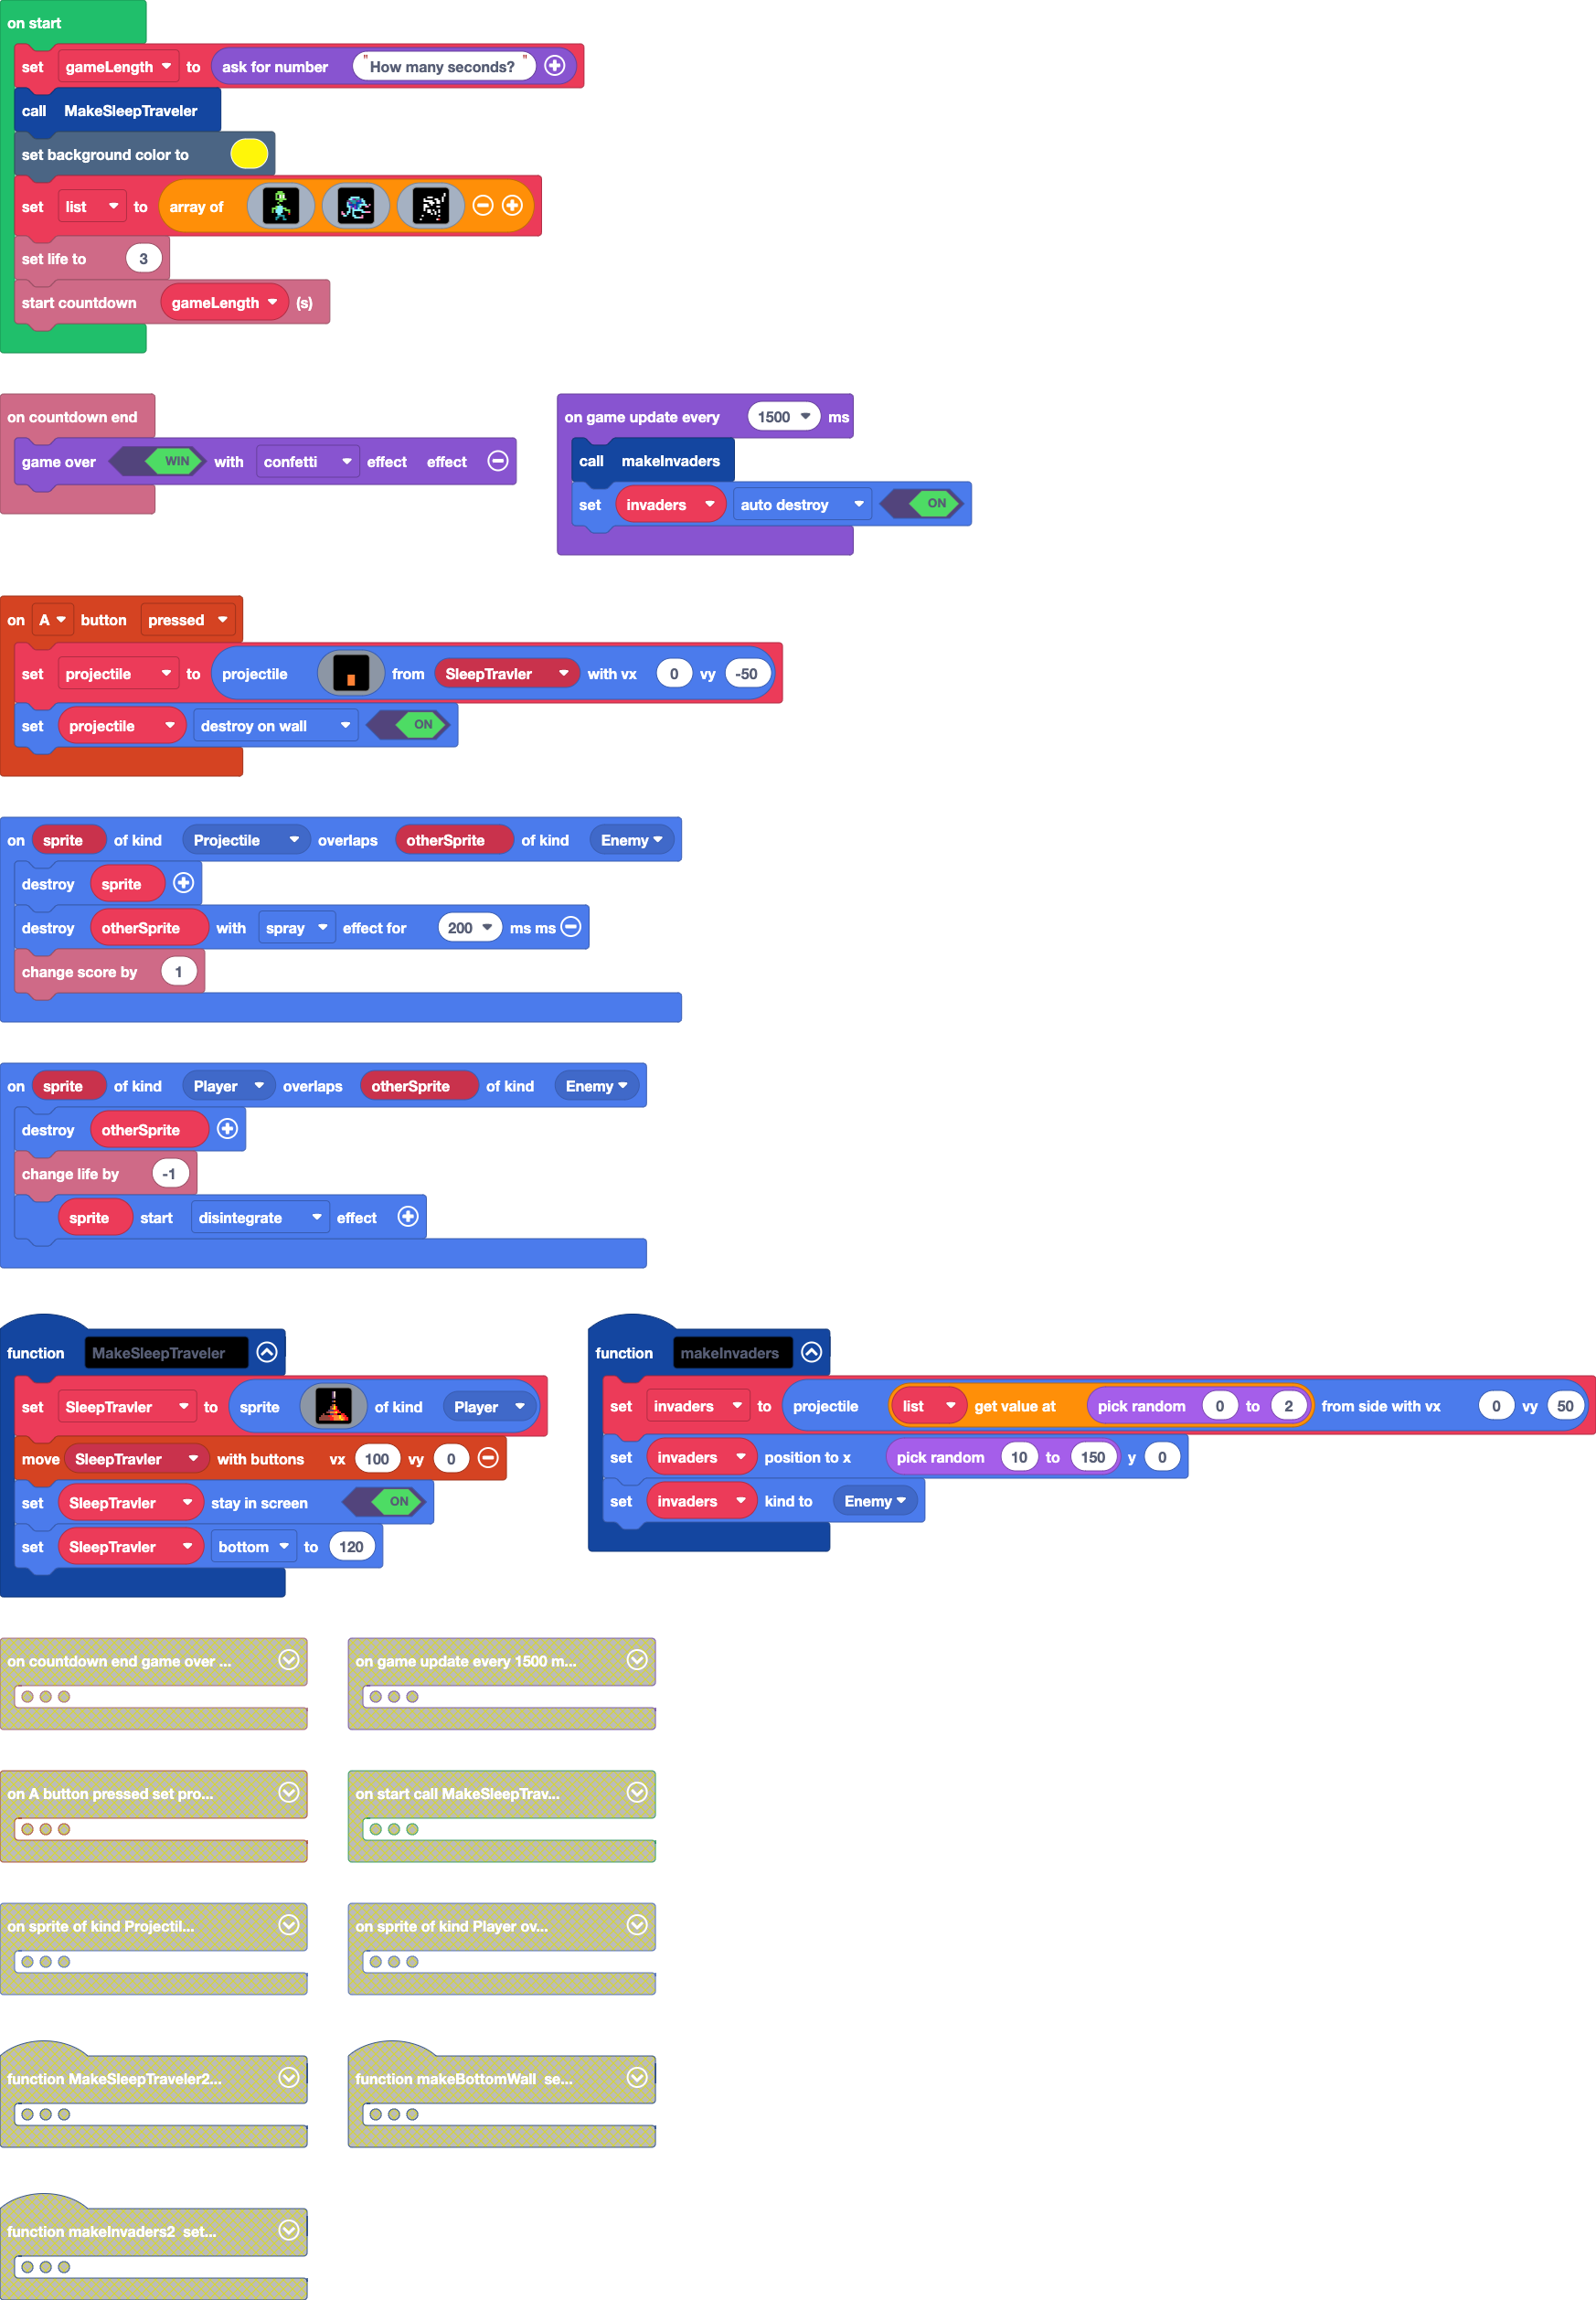 on start
set gameLength to ask for number "How many seconds?"
call MakeSleepTraveler
set background color to
set list to array of
set life to 3
start countdown gameLength (s)
on countdown end
game over WIN with confetti effect effect
on game update every 1500 ms
call makeInvaders
set invaders auto destroy ON
on A button pressed
set projectile to projectile from SleepTravler with vx 0 vy -50
set projectile destroy on wall ON
on sprite of kind Projectile overlaps otherSprite of kind Enemy
destroy sprite
destroy otherSprite with spray effect for 200 ms ms
change score by 1
on sprite of kind Player overlaps otherSprite of kind Enemy
destroy otherSprite
change life by -1
sprite start disintegrate effect
function MakeSleepTraveler
set SleepTravler to sprite of kind Player
move SleepTravler with buttons vx 100 vy 0
set SleepTravler stay in screen ON
set SleepTravler bottom to 120
function makeInvaders
set invaders to projectile list get value at pick random 0 to 2 from side with vx 0 vy 50
set invaders position to x pick random 10 to 150 y 0
set invaders kind to Enemy
on countdown end game over ...
on game update every 1500 m...
on A button pressed set pro...
on start call MakeSleepTrav...
on sprite of kind Projectil...
on sprite of kind Player ov...
function MakeSleepTraveler2...
function makeBottomWall se...
function makeInvaders2 set...